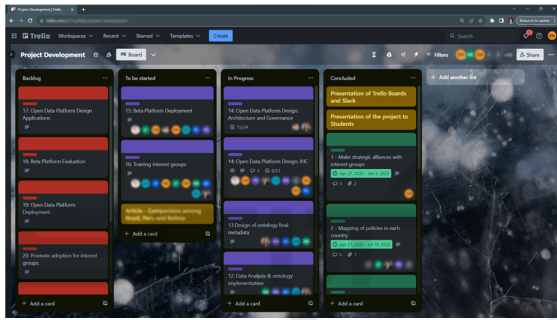 Project Development | Trello
Relaunch to update
Trello
Workspaces
Recent
Starred
Templates
Create
Search
Project Development
Board
Filters
Share
Backlog
17: Open Data Platform Design
Applications
18: Beta Platform Evaluation
19: Open Data Platform
Deployment
20: Promote adoption for interest
groups.
+ Add a card
To be started
15: Beta Platform Deployment
16: Training interest groups
Article - Comparision among
Brazil, Peru and Bolivia
+ Add a card
In Progress
14: Open Data Platform Design:
Architecture and Governance
14: Open Data Platform Design: IHC
13:Design of ontology final
metadata
12: Data Analysis & ontology
implementation
+ Add a card
Concluded
Presentation of Trello Boards
and Slack
Presentation of the project to
Students
1 - Make strategic alliances with
interest groups
2 - Mapping of policies in each
country
+ Add a card
+ Add another list